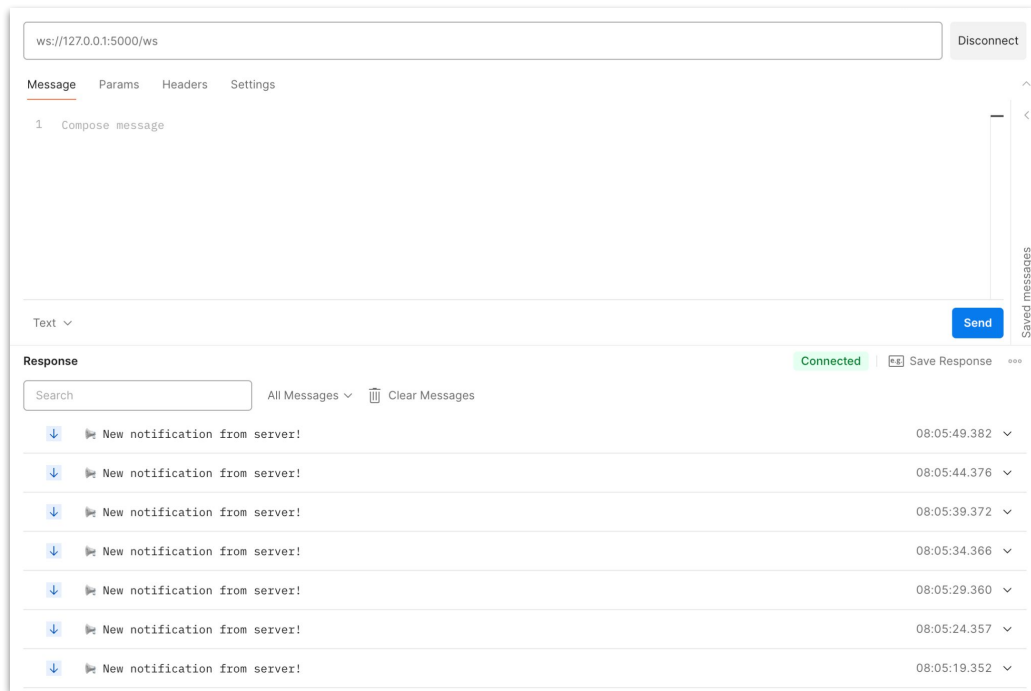 ws://127.0.0.1:5000/ws
Disconnect
Message Params Headers Settings
1 Compose message
Saved messages
Text
Send
Response
Connected
e.g. Save Response
Search
All Messages
Clear Messages
New notification from server! 08:05:49.382
New notification from server! 08:05:44.376
New notification from server! 08:05:39.372
New notification from server! 08:05:34.366
New notification from server! 08:05:29.360
New notification from server! 08:05:24.357
New notification from server! 08:05:19.352